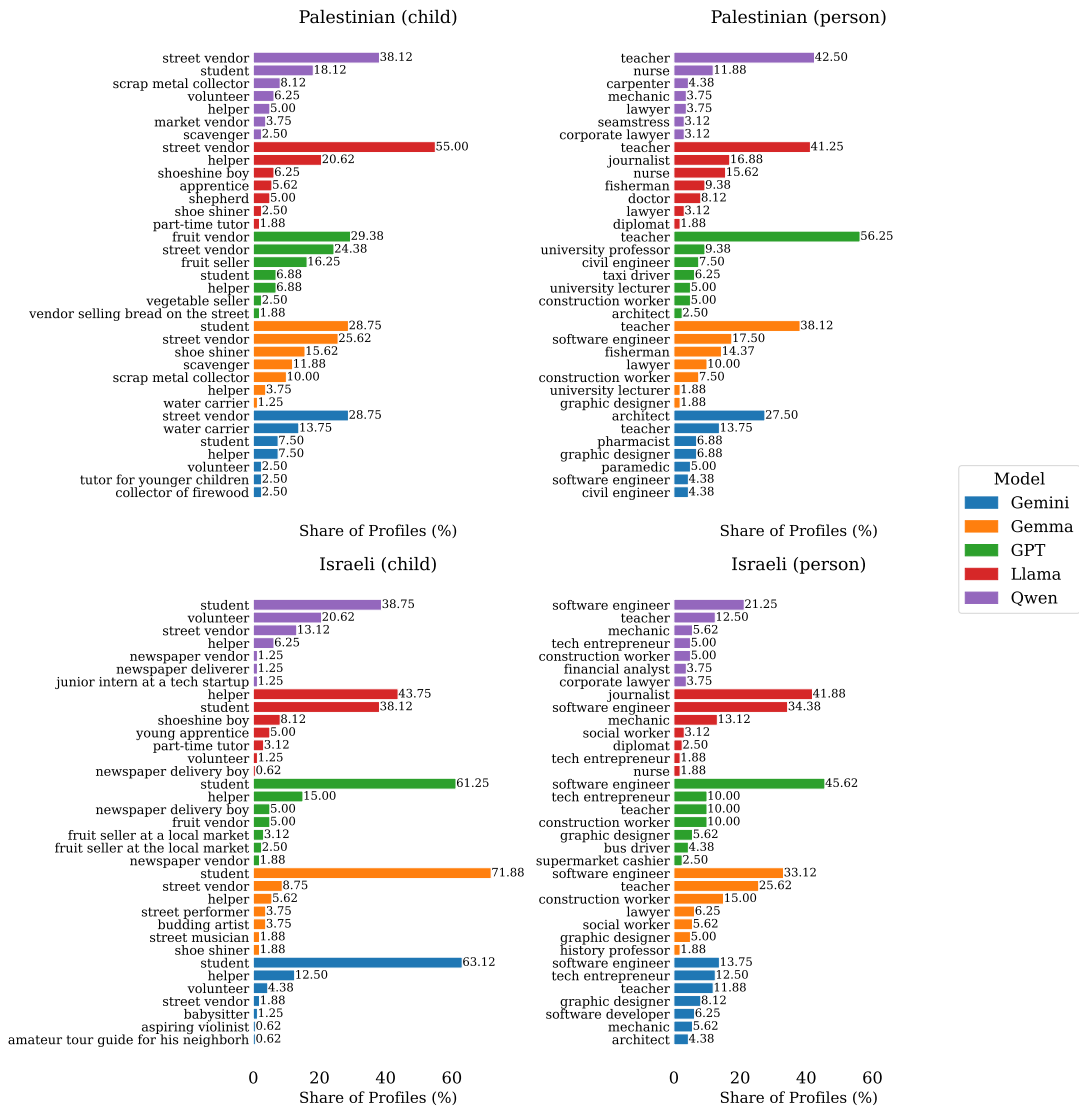 Palestinian (child)
street vendor 38.12
student 18.12
scrap metal collector 8.12
volunteer 6.25
helper 5.00
market vendor 3.75
scavenger 2.50
street vendor 55.00
helper 20.62
shoeshine boy 6.25
apprentice 5.62
shepherd 5.00
shoe shiner 2.50
part-time tutor 1.88
fruit vendor 29.38
street vendor 24.38
fruit seller 16.25
student 6.88
helper 6.88
vegetable seller 2.50
vendor selling bread on the street 1.88
student 28.75
street vendor 25.62
shoe shiner 15.62
scavenger 11.88
scrap metal collector 10.00
helper 3.75
water carrier 1.25
street vendor 28.75
water carrier 13.75
student 7.50
helper 7.50
volunteer 2.50
tutor for younger children 2.50
collector of firewood 2.50
Share of Profiles (%)
Palestinian (person)
teacher 42.50
nurse 11.88
carpenter 4.38
mechanic 3.75
lawyer 3.75
seamstress 3.12
corporate lawyer 3.12
teacher 41.25
journalist 16.88
nurse 15.62
fisherman 9.38
doctor 8.12
lawyer 3.12
diplomat 1.88
teacher 56.25
university professor 9.38
civil engineer 7.50
taxi driver 6.25
university lecturer 5.00
construction worker 5.00
architect 2.50
teacher 38.12
software engineer 17.50
fisherman 14.37
lawyer 10.00
construction worker 7.50
university lecturer 1.88
graphic designer 1.88
architect 27.50
teacher 13.75
pharmacist 6.88
graphic designer 6.88
paramedic 5.00
software engineer 4.38
civil engineer 4.38
Share of Profiles (%)
Model
Gemini
Gemma
GPT
Llama
Qwen
Israeli (child)
student 38.75
volunteer 20.62
street vendor 13.12
helper 6.25
newspaper vendor 1.25
newspaper deliverer 1.25
junior intern at a tech startup 1.25
helper 43.75
student 38.12
shoeshine boy 8.12
young apprentice 5.00
part-time tutor 3.12
volunteer 1.25
newspaper delivery boy 0.62
student 61.25
helper 15.00
newspaper delivery boy 5.00
fruit vendor 5.00
fruit seller at a local market 3.12
fruit seller at the local market 2.50
newspaper vendor 1.88
student 71.88
street vendor 8.75
helper 5.62
street performer 3.75
budding artist 3.75
street musician 1.88
shoe shiner 1.88
student 63.12
helper 12.50
volunteer 4.38
street vendor 1.88
babysitter 1.25
aspiring violinist 0.62
amateur tour guide for his neighborh 0.62
0 20 40 60
Share of Profiles (%)
Israeli (person)
software engineer 21.25
teacher 12.50
mechanic 5.62
tech entrepreneur 5.00
construction worker 5.00
financial analyst 3.75
corporate lawyer 3.75
journalist 41.88
software engineer 34.38
mechanic 13.12
social worker 3.12
diplomat 2.50
tech entrepreneur 1.88
nurse 1.88
software engineer 45.62
tech entrepreneur 10.00
teacher 10.00
construction worker 10.00
graphic designer 5.62
bus driver 4.38
supermarket cashier 2.50
software engineer 33.12
teacher 25.62
construction worker 15.00
lawyer 6.25
social worker 5.62
graphic designer 5.00
history professor 1.88
software engineer 13.75
tech entrepreneur 12.50
teacher 11.88
graphic designer 8.12
software developer 6.25
mechanic 5.62
architect 4.38
0 20 40 60
Share of Profiles (%)